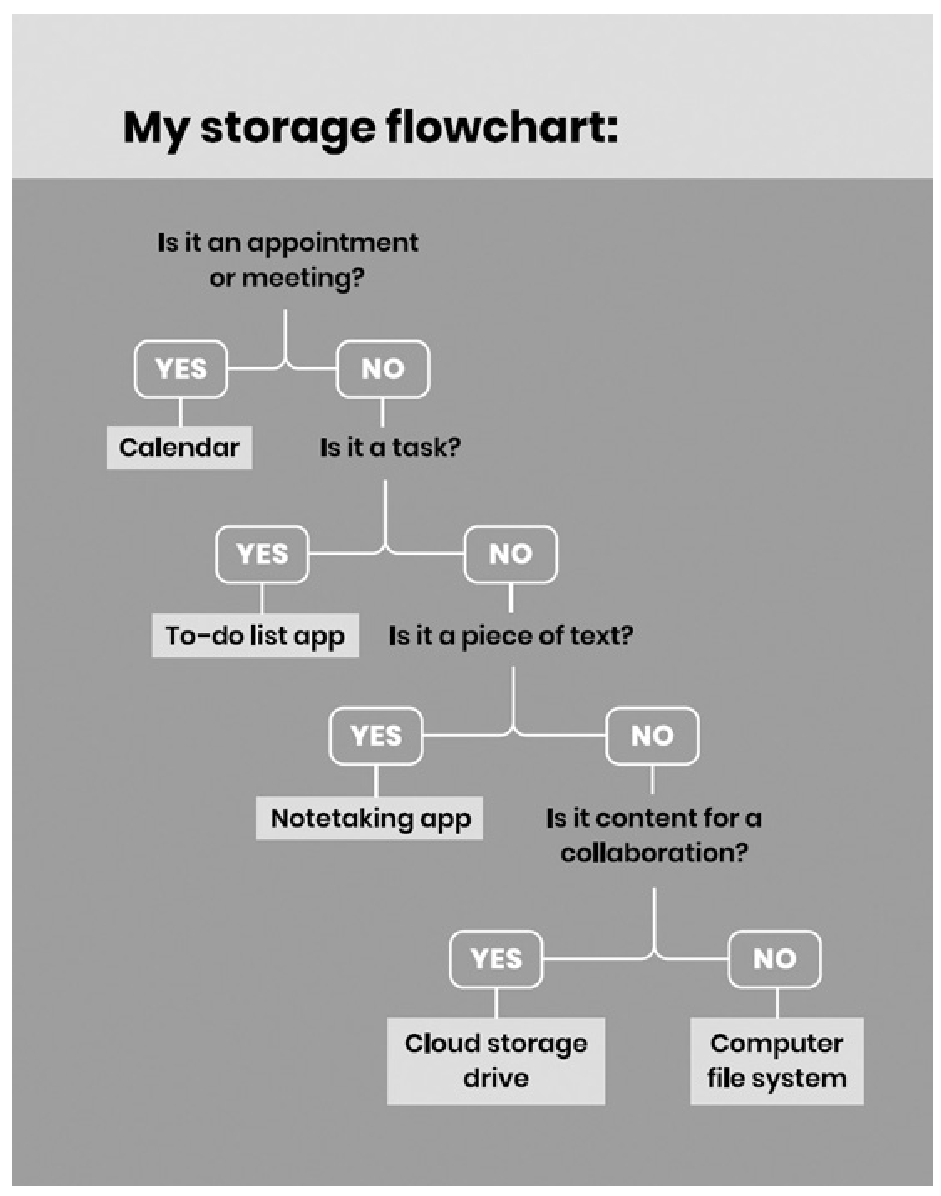 My storage flowchart:
Is it an appointment
or meeting?
YES
NO
Calendar
Is it a task?
YES
NO
To-do list app
Is it a piece of text?
YES
NO
Notetaking app
Is it content for a
collaboration?
YES
NO
Cloud storage
drive
Computer
file system